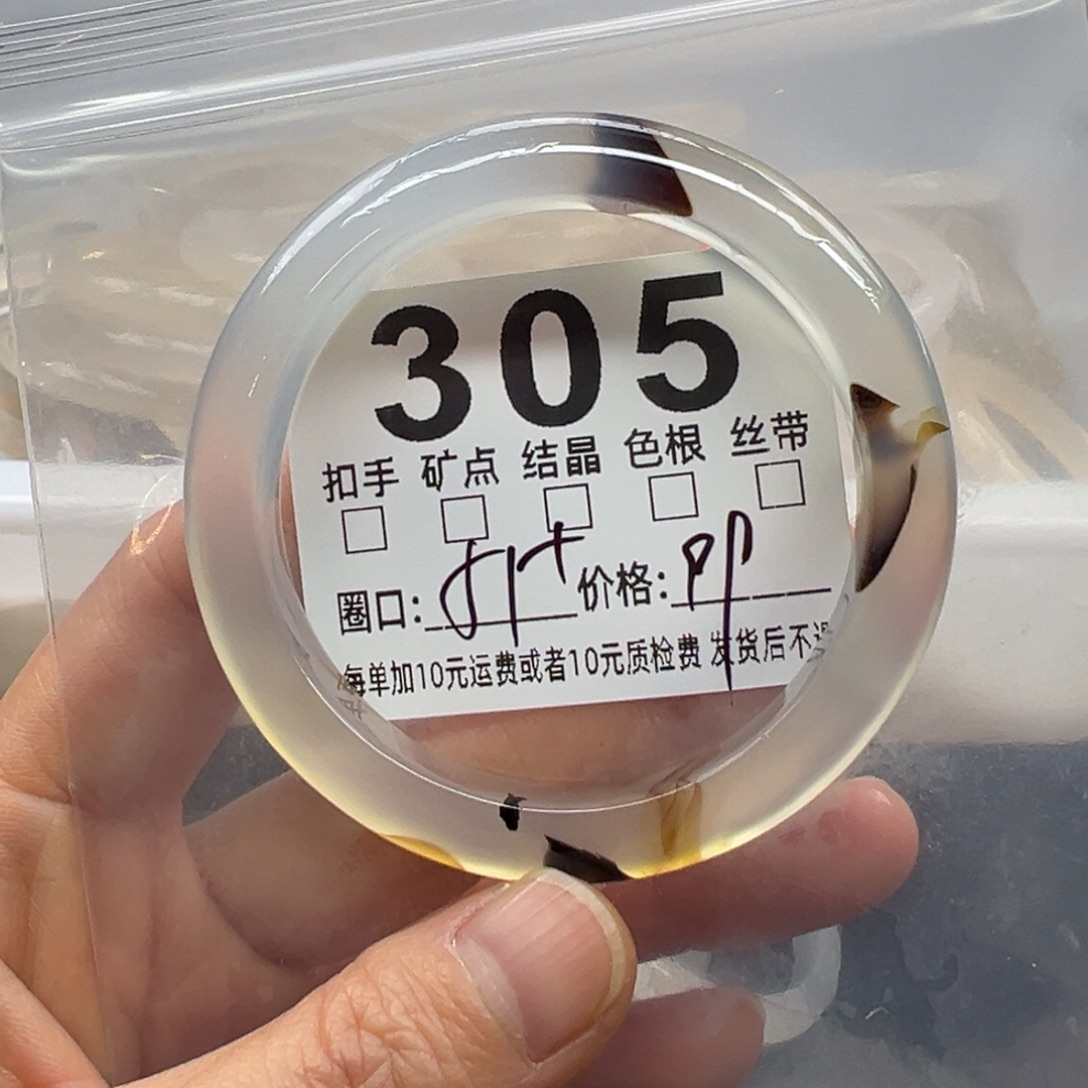 305
扣手 矿点 结晶 色根 丝带
圈口: 价格:
每单加10元运费或者10元质检费 发货后不退